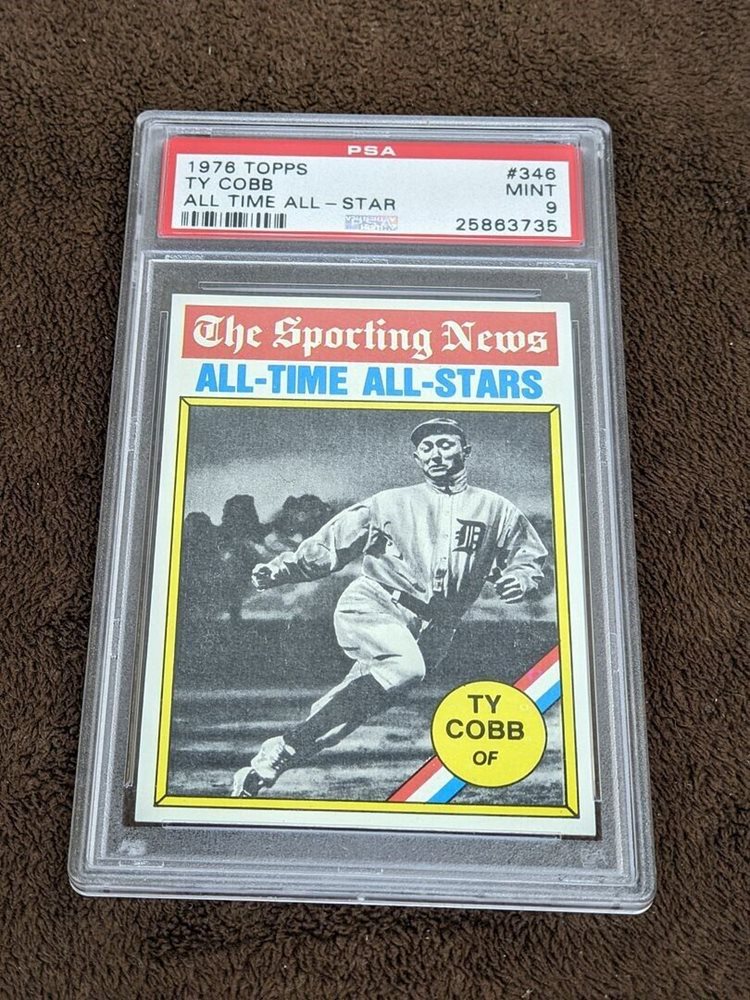 PSA
1976 TOPPS #346
TY COBB MINT
ALL TIME ALL-STAR 9
25863735
The Sporting News
ALL-TIME ALL-STARS
D
TY
COBB
OF